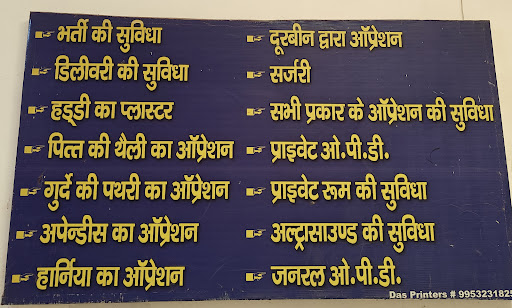 भर्ती की सुविधा
डिलीवरी की सुविधा
हड्डी का प्लास्टर
पित्त की थैली का ऑप्रेशन
गुर्दे की पथरी का ऑप्रेशन
अपेन्डीस का ऑप्रेशन
हार्निया का ऑप्रेशन
दूरबीन द्वारा ऑप्रेशन
सर्जरी
सभी प्रकार के ऑप्रेशन की सुविधा
प्राइवेट ओ.पी.डी.
प्राइवेट रूम की सुविधा
अल्ट्रासाउण्ड की सुविधा
जनरल ओ.पी.डी.
Das Printers # 9953231825